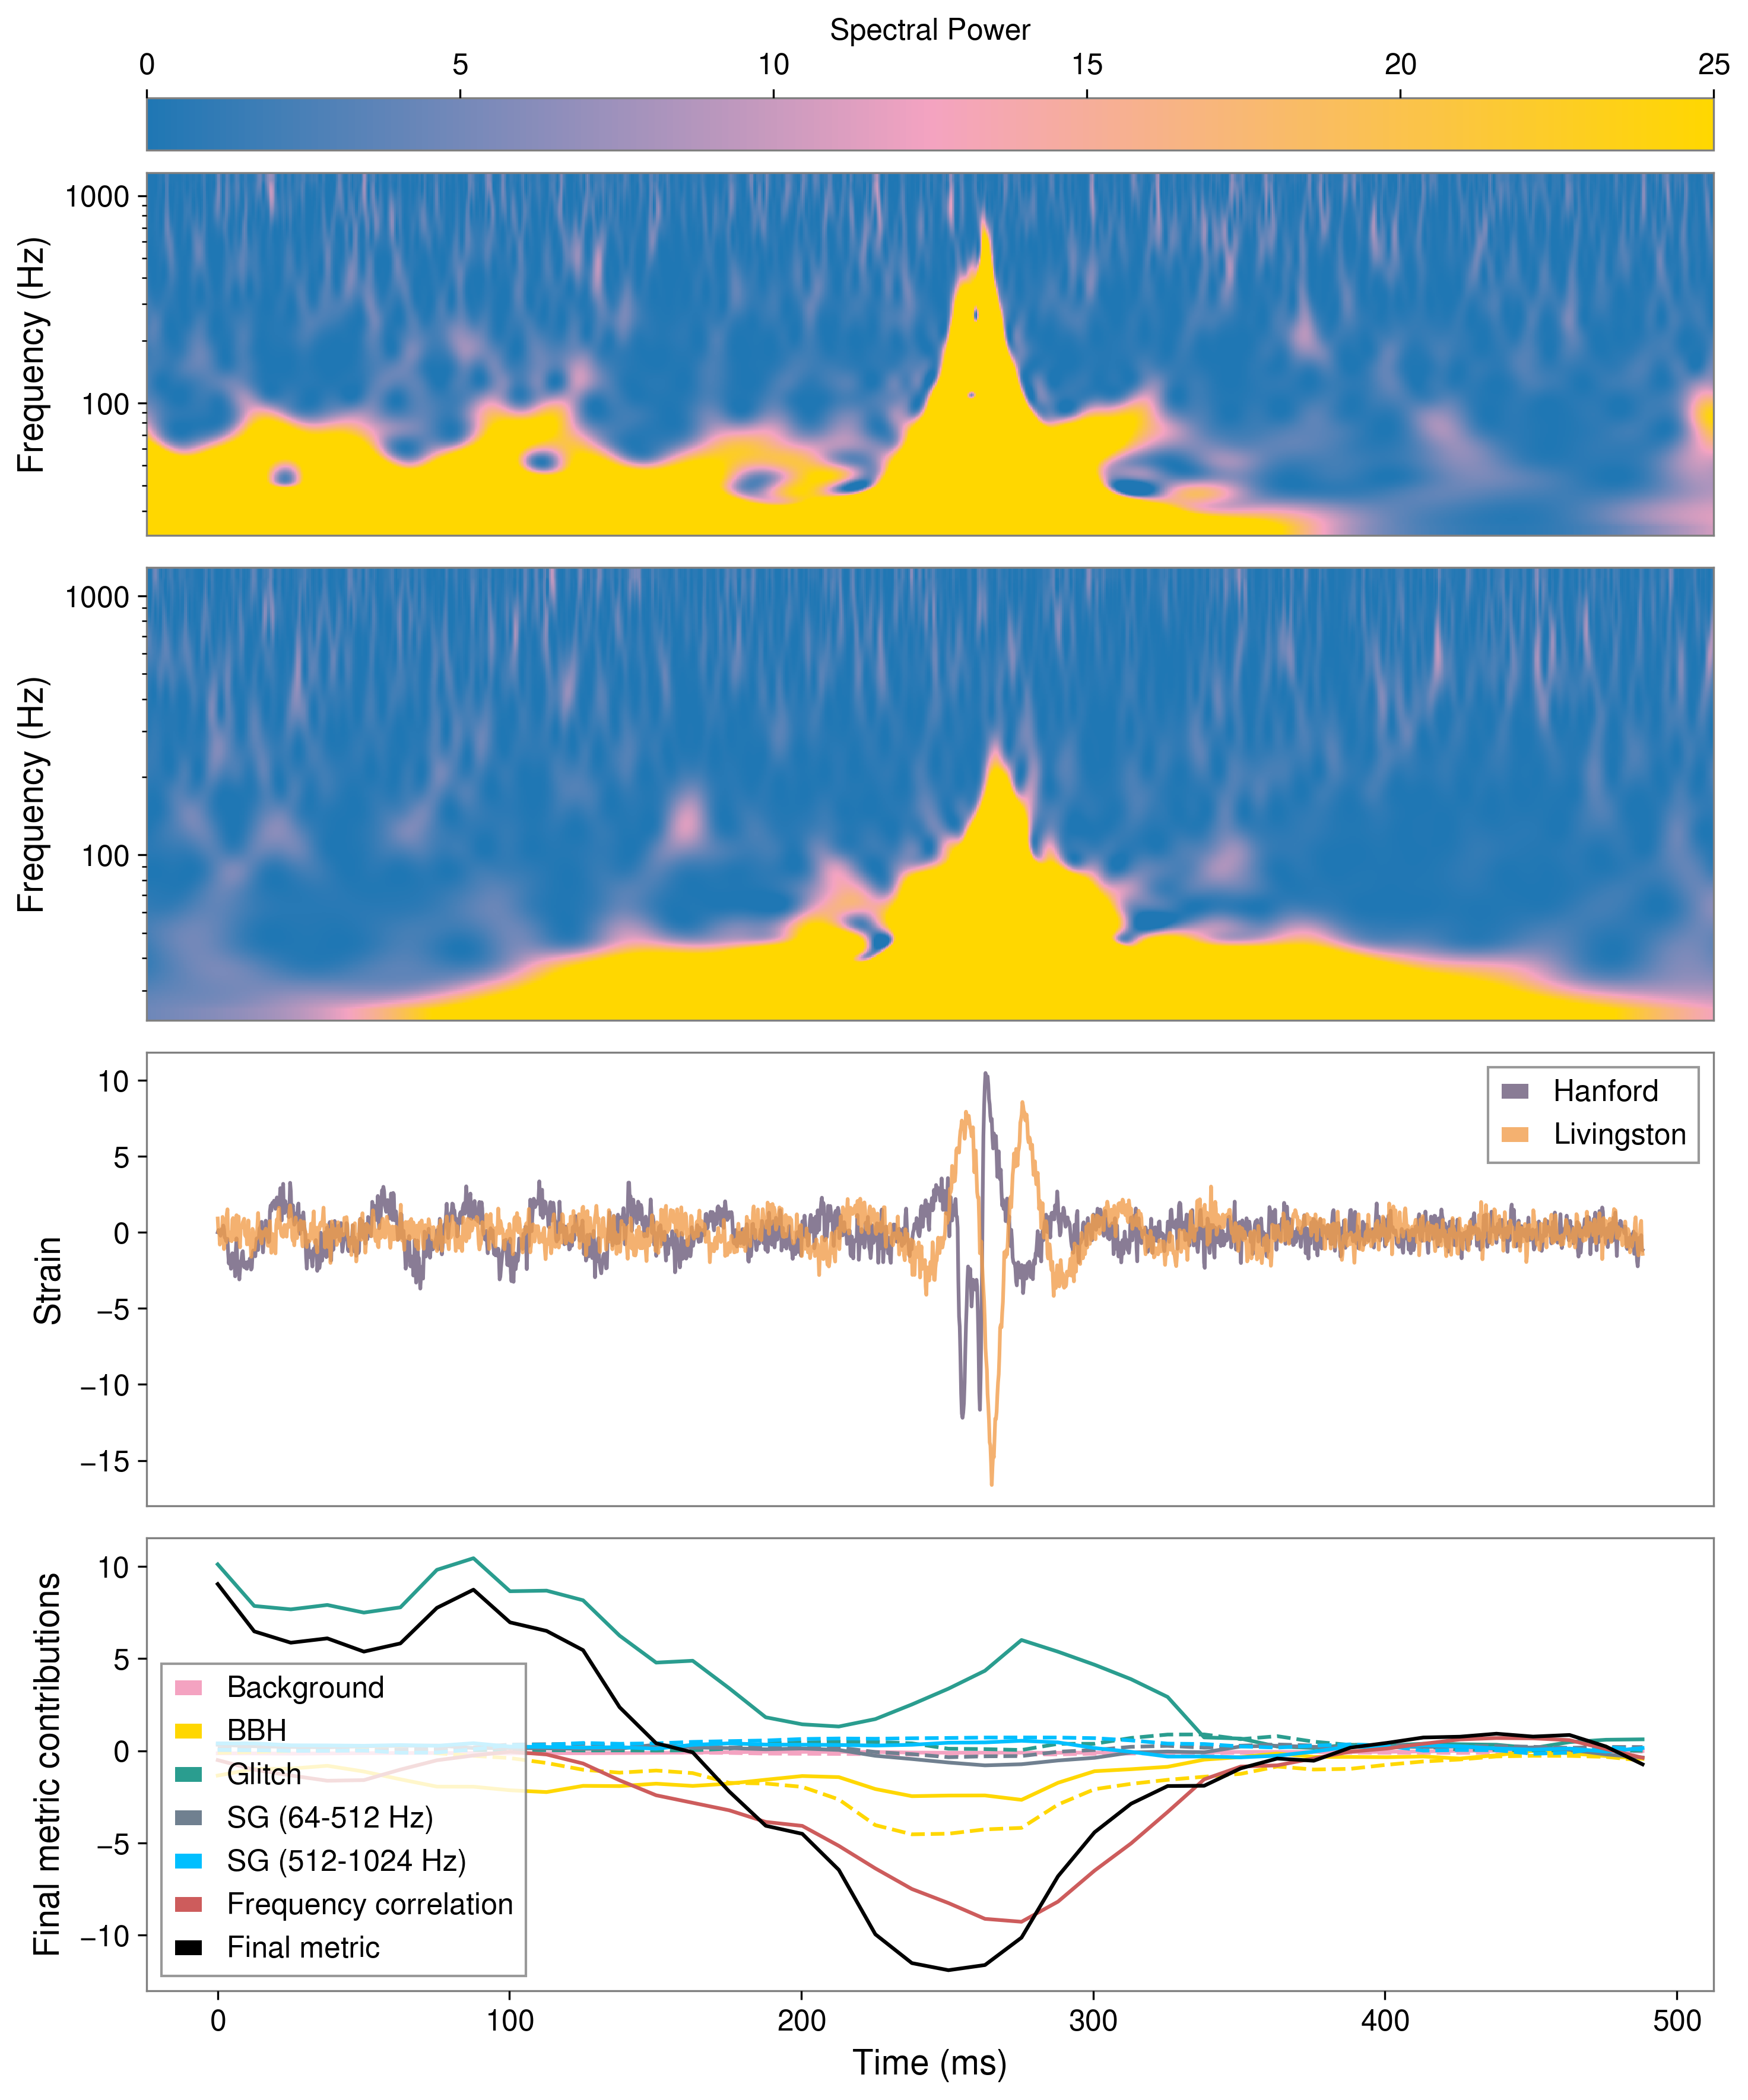 Spectral Power
0 5 10 15 20 25
Frequency (Hz)
1000
100
Frequency (Hz)
1000
100
Strain
10
5
0
−5
−10
−15
Hanford
Livingston
Final metric contributions
10
5
0
−5
−10
Background
BBH
Glitch
SG (64-512 Hz)
SG (512-1024 Hz)
Frequency correlation
Final metric
0 100 200 300 400 500
Time (ms)